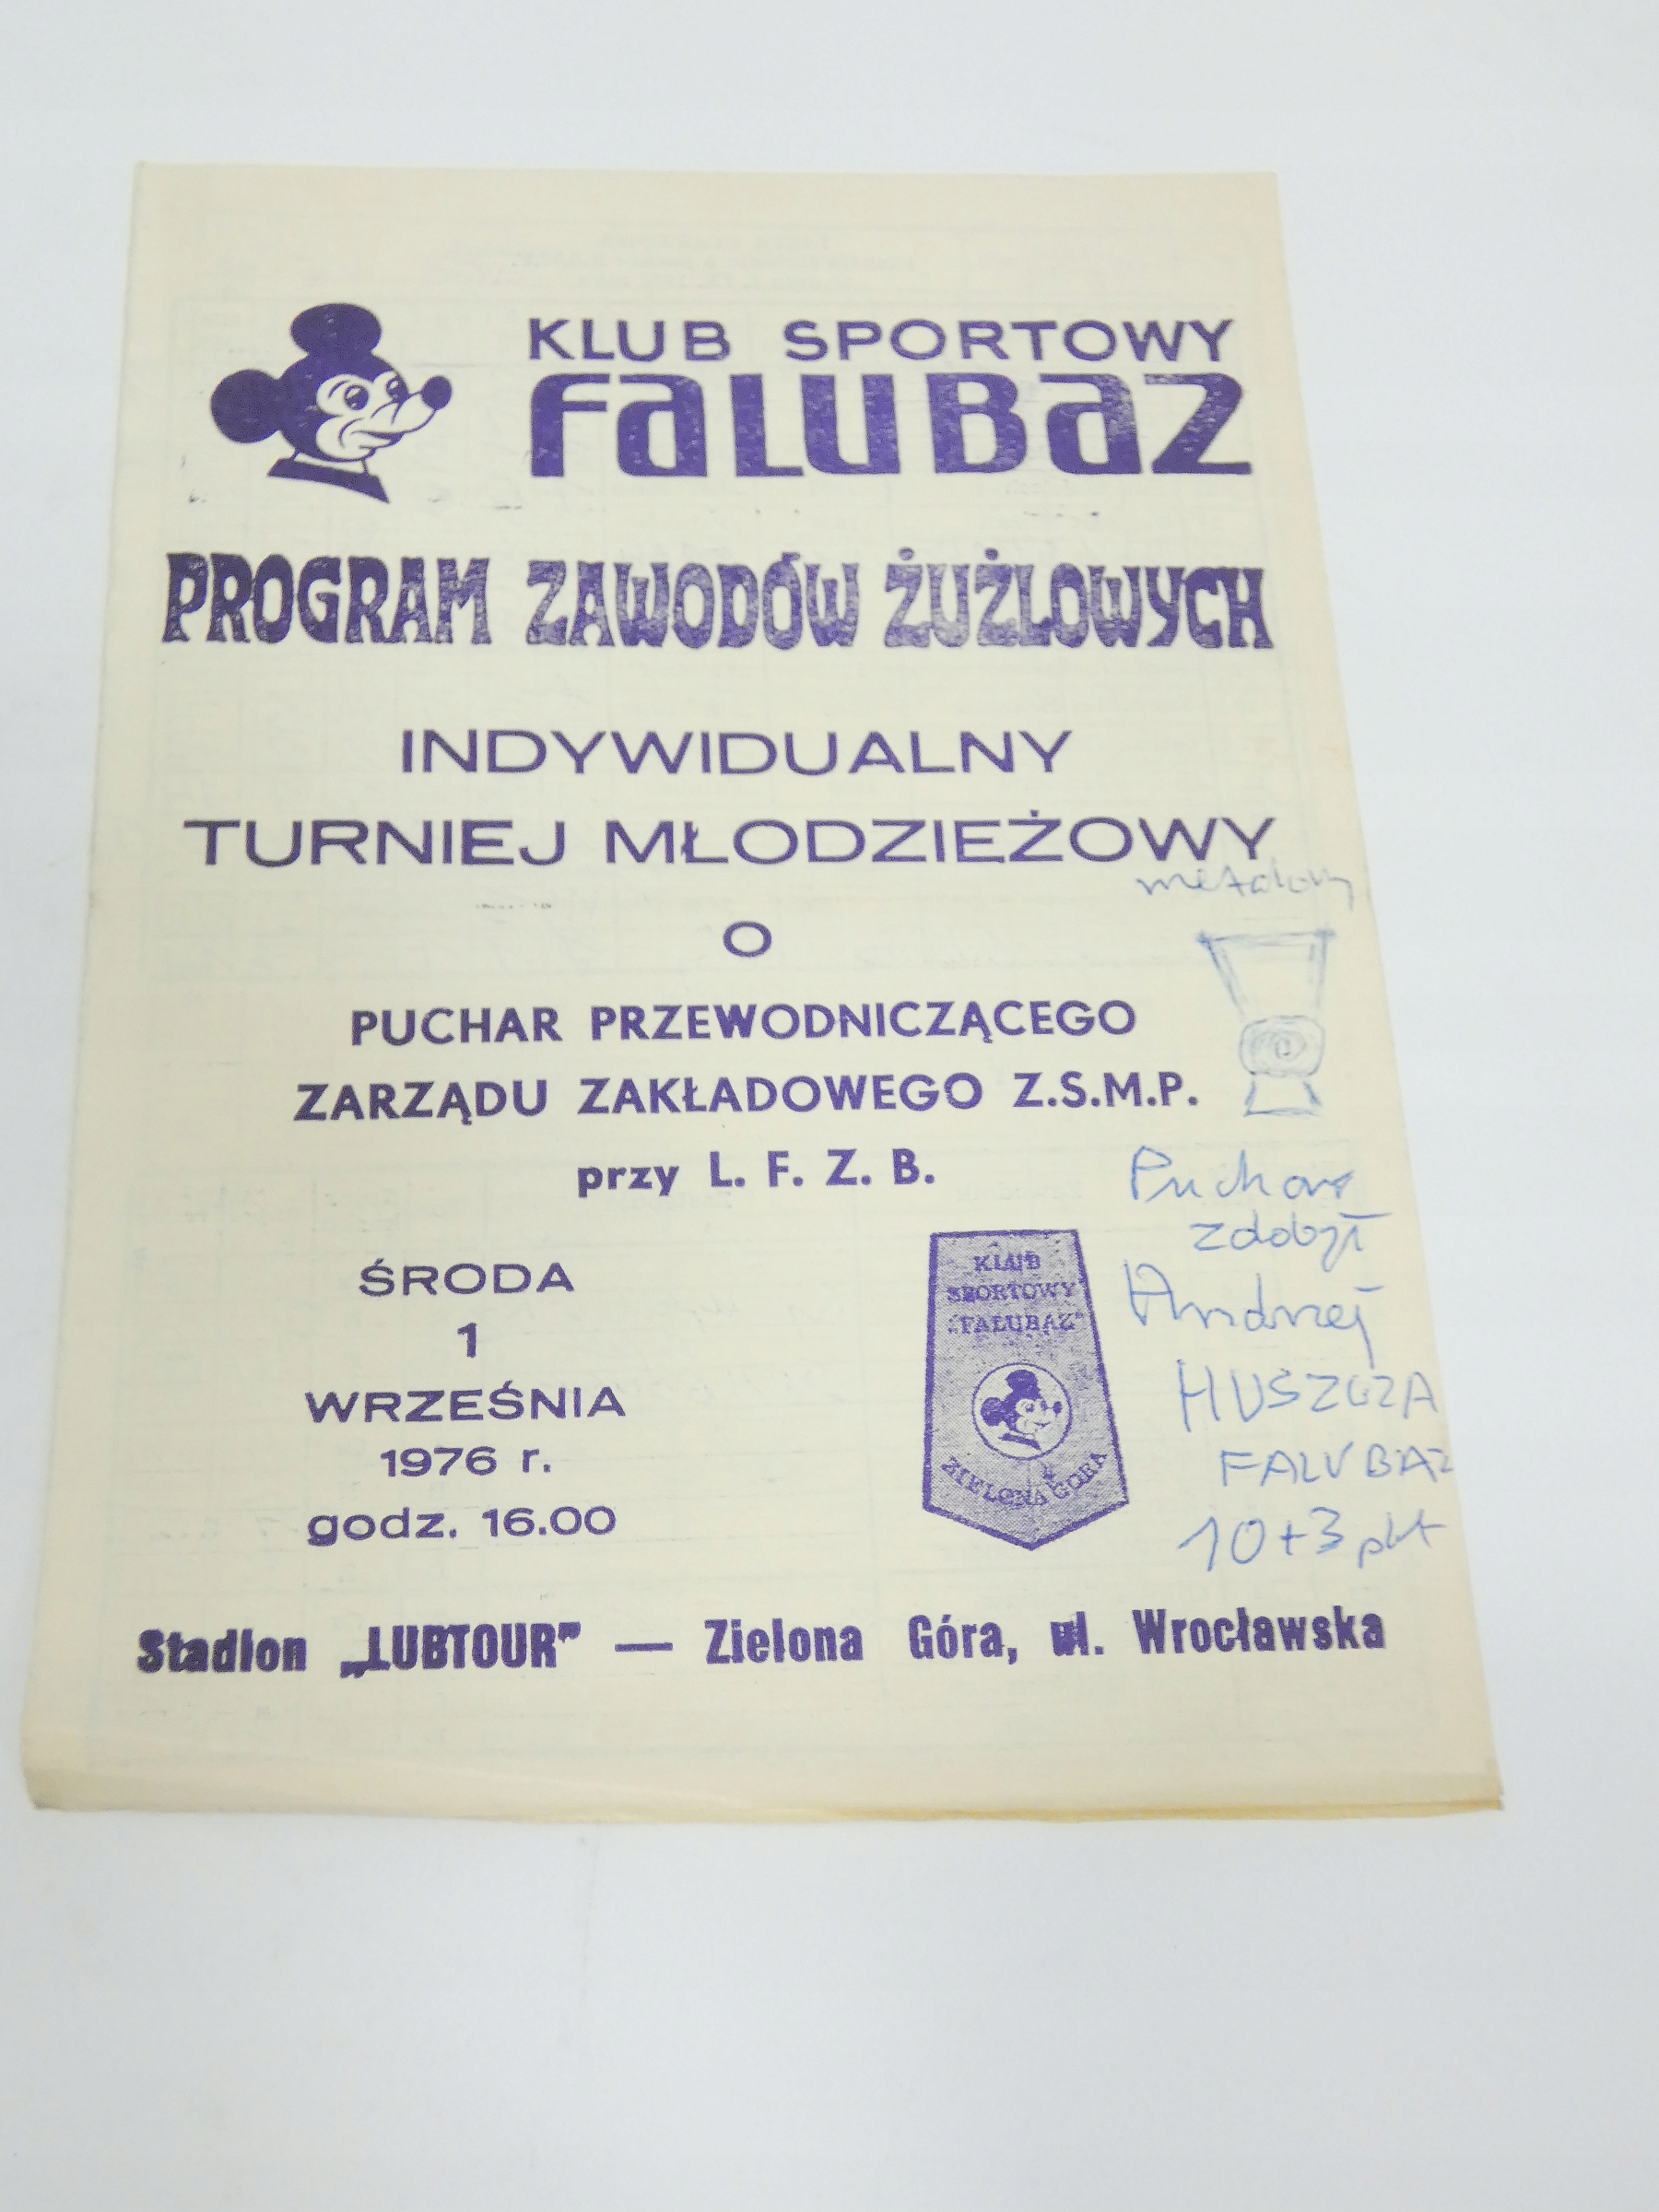 KLUB SPORTOWY
FALUBAZ
PROGRAM ZAWODÓW ŻUŻLOWYCH
INDYWIDUALNY
TURNIEJ MŁODZIEŻOWY
metalowy
O
PUCHAR PRZEWODNICZĄCEGO
ZARZĄDU ZAKŁADOWEGO Z.S.M.P.
przy L. F. Z. B.
ŚRODA
1
WRZEŚNIA
1976 r.
godz. 16.00
KLUB
SPORTOWY
„FALUBAZ"
ZIELONA GÓRA
Puchar
zdobył
Andrzej
HUSZCZA
FALUBAZ
10+3 pkt
Stadion „LUBTOUR" — Zielona Góra, ul. Wrocławska